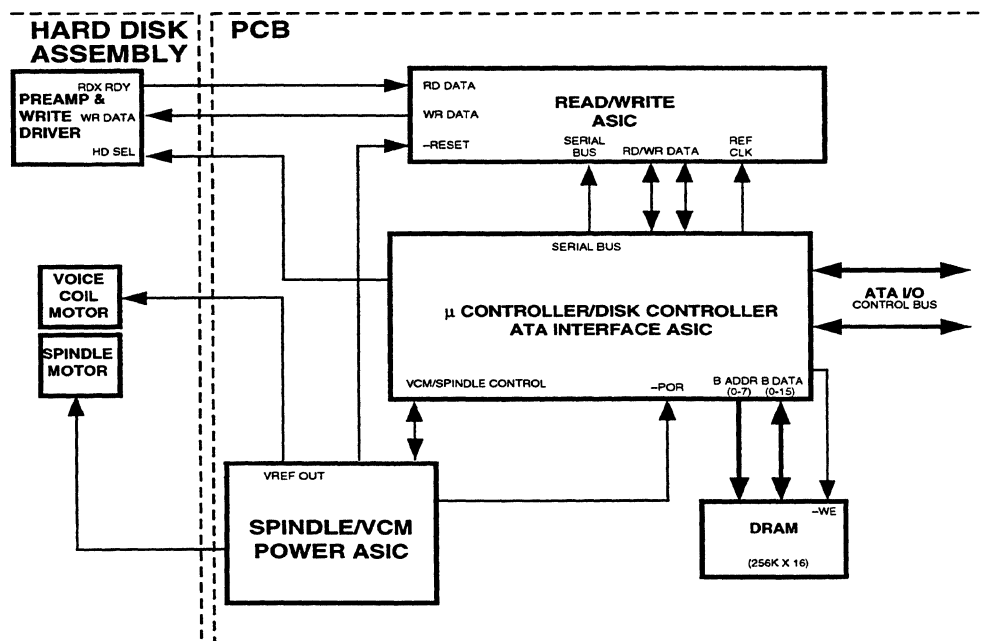 HARD DISK
ASSEMBLY
PCB
RDX RDY
PREAMP &
WRITE WR DATA
DRIVER
HD SEL
RD DATA
WR DATA
–RESET
READ/WRITE
ASIC
SERIAL
BUS
RD/WR DATA
REF
CLK
SERIAL BUS
µ CONTROLLER/DISK CONTROLLER
ATA INTERFACE ASIC
VCM/SPINDLE CONTROL
–POR
B ADDR
(0-7)
B DATA
(0-15)
ATA I/O
CONTROL BUS
VOICE
COIL
MOTOR
SPINDLE
MOTOR
VREF OUT
SPINDLE/VCM
POWER ASIC
–WE
DRAM
(256K X 16)